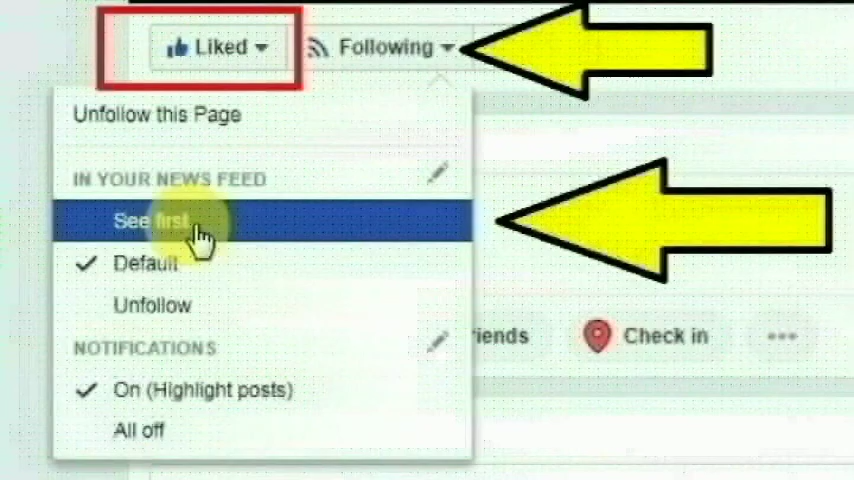 Liked Following
Unfollow this Page
IN YOUR NEWS FEED
See first
Default
Unfollow
NOTIFICATIONS
riends Check in
On (Highlight posts)
All off